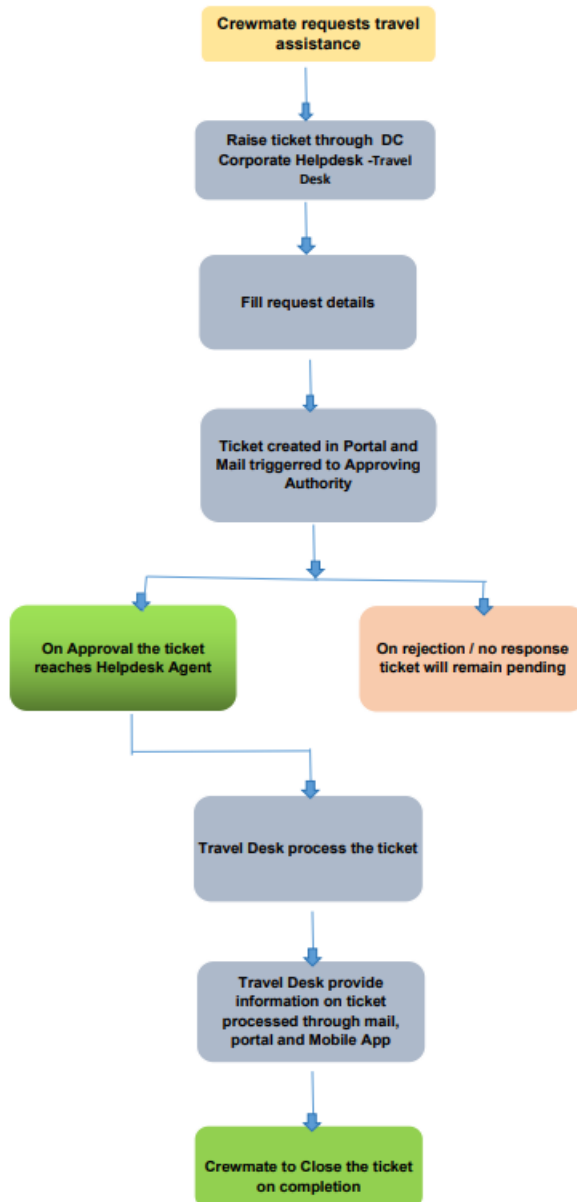 Crewmate requests travel
assistance
Raise ticket through DC
Corporate Helpdesk -Travel
Desk
Fill request details
Ticket created in Portal and
Mail triggerred to Approving
Authority
On Approval the ticket
reaches Helpdesk Agent
On rejection / no response
ticket will remain pending
Travel Desk process the ticket
Travel Desk provide
information on ticket
processed through mail,
portal and Mobile App
Crewmate to Close the ticket
on completion